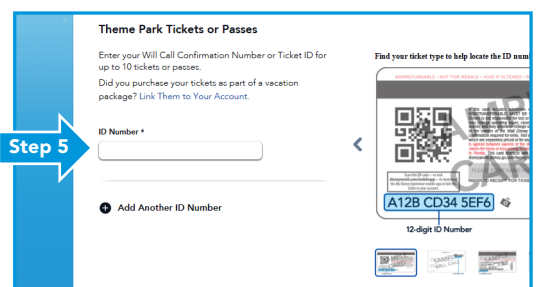 Theme Park Tickets or Passes
Enter your Will Call Confirmation Number or Ticket ID for
up to 10 tickets or passes.
Did you purchase your tickets as part of a vacation
package? Link Them to Your Account.
ID Number *
Step 5
Add Another ID Number
Find your ticket type to help locate the ID num
NONREFUNDABLE • NOT FOR RESALE • VOID IF ALTERED •
SAMPLE
CARD
A12B CD34 5EF6
12-digit ID Number